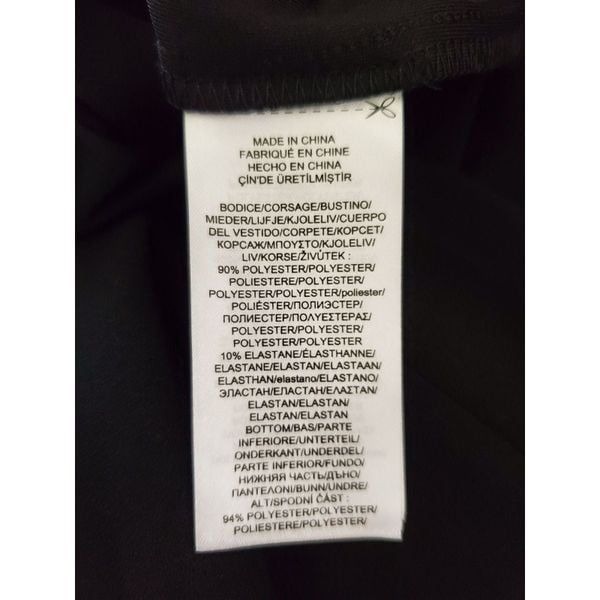 MADE IN CHINA
FABRIQUÉ EN CHINE
HECHO EN CHINA
ÇİN'DE ÜRETİLMİŞTİR
BODICE/CORSAGE/BUSTINO/
MIEDER/LIJFJE/KJOLELIV/CUERPO
DEL VESTIDO/CORPETE/КОРСЕТ/
КОРСАЖ/ΜΠΟΥΣΤΟ/KJOLELIV/
LIV/KORSE/ŽIVŮTEK :
90% POLYESTER/POLYESTER/
POLIESTERE/POLYESTER/
POLYESTER/POLYESTER/poliester/
POLIÉSTER/ПОЛИЭСТЕР/
ПОЛИЕСТЕР/ΠΟΛΥΕΣΤΕΡΑΣ/
POLYESTER/POLYESTER/
POLYESTER/POLYESTER
10% ELASTANE/ÉLASTHANNE/
ELASTANE/ELASTAN/ELASTAAN/
ELASTHAN/elastano/ELASTANO/
ЭЛАСТАН/ЕЛАСТАН/ΕΛΑΣΤΑΝ/
ELASTAN/ELASTAN/
ELASTAN/ELASTAN
BOTTOM/BAS/PARTE
INFERIORE/UNTERTEIL/
ONDERKANT/UNDERDEL/
PARTE INFERIOR/FUNDO/
НИЖНЯЯ ЧАСТЬ/ДЪНО/
ΠΑΝΤΕΛΟΝΙ/BUNN/UNDRE/
ALT/SPODNÍ ČÁST :
94% POLYESTER/POLYESTER/
POLIESTERE/POLYESTER/